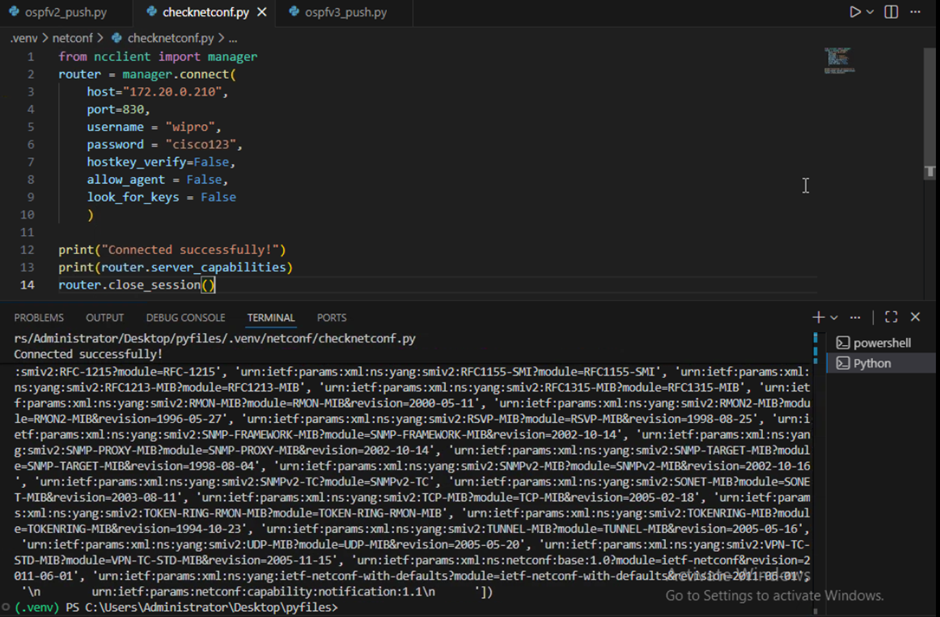 ospfv2_push.py checknetconf.py ospfv3_push.py
.venv > netconf > checknetconf.py > ...
1 from ncclient import manager
2 router = manager.connect(
3 host="172.20.0.210",
4 port=830,
5 username = "wipro",
6 password = "cisco123",
7 hostkey_verify=False,
8 allow_agent = False,
9 look_for_keys = False
10 )
11
12 print("Connected successfully!")
13 print(router.server_capabilities)
14 router.close_session()
PROBLEMS OUTPUT DEBUG CONSOLE TERMINAL PORTS
powershell
Python
rs/Administrator/Desktop/pyfiles/.venv/netconf/checknetconf.py
Connected successfully!
:smiv2:RFC-1215?module=RFC-1215', 'urn:ietf:params:xml:ns:yang:smiv2:RFC1155-SMI?module=RFC1155-SMI', 'urn:ietf:params:xml:
ns:yang:smiv2:RFC1213-MIB?module=RFC1213-MIB', 'urn:ietf:params:xml:ns:yang:smiv2:RFC1315-MIB?module=RFC1315-MIB', 'urn:iet
f:params:xml:ns:yang:smiv2:RMON-MIB?module=RMON-MIB&revision=2000-05-11', 'urn:ietf:params:xml:ns:yang:smiv2:RMON2-MIB?modu
le=RMON2-MIB&revision=1996-05-27', 'urn:ietf:params:xml:ns:yang:smiv2:RSVP-MIB?module=RSVP-MIB&revision=1998-08-25', 'urn:i
etf:params:xml:ns:yang:smiv2:SNMP-FRAMEWORK-MIB?module=SNMP-FRAMEWORK-MIB&revision=2002-10-14', 'urn:ietf:params:xml:ns:yan
g:smiv2:SNMP-PROXY-MIB?module=SNMP-PROXY-MIB&revision=2002-10-14', 'urn:ietf:params:xml:ns:yang:smiv2:SNMP-TARGET-MIB?modul
e=SNMP-TARGET-MIB&revision=1998-08-04', 'urn:ietf:params:xml:ns:yang:smiv2:SNMPv2-MIB?module=SNMPv2-MIB&revision=2002-10-16
', 'urn:ietf:params:xml:ns:yang:smiv2:SNMPv2-TC?module=SNMPv2-TC', 'urn:ietf:params:xml:ns:yang:smiv2:SONET-MIB?module=SONE
T-MIB&revision=2003-08-11', 'urn:ietf:params:xml:ns:yang:smiv2:TCP-MIB?module=TCP-MIB&revision=2005-02-18', 'urn:ietf:param
s:xml:ns:yang:smiv2:TOKEN-RING-RMON-MIB?module=TOKEN-RING-RMON-MIB', 'urn:ietf:params:xml:ns:yang:smiv2:TOKENRING-MIB?modul
e=TOKENRING-MIB&revision=1994-10-23', 'urn:ietf:params:xml:ns:yang:smiv2:TUNNEL-MIB?module=TUNNEL-MIB&revision=2005-05-16',
'urn:ietf:params:xml:ns:yang:smiv2:UDP-MIB?module=UDP-MIB&revision=2005-05-20', 'urn:ietf:params:xml:ns:yang:smiv2:VPN-TC-
STD-MIB?module=VPN-TC-STD-MIB&revision=2005-11-15', 'urn:ietf:params:xml:ns:netconf:base:1.0?module=ietf-netconf&revision=2
011-06-01', 'urn:ietf:params:xml:ns:yang:ietf-netconf-with-defaults?module=ietf-netconf-with-defaults&revision=2011-06-01',
'\n urn:ietf:params:netconf:capability:notification:1.1\n '])
(.venv) PS C:\Users\Administrator\Desktop\pyfiles>
Activate Windows
Go to Settings to activate Windows.